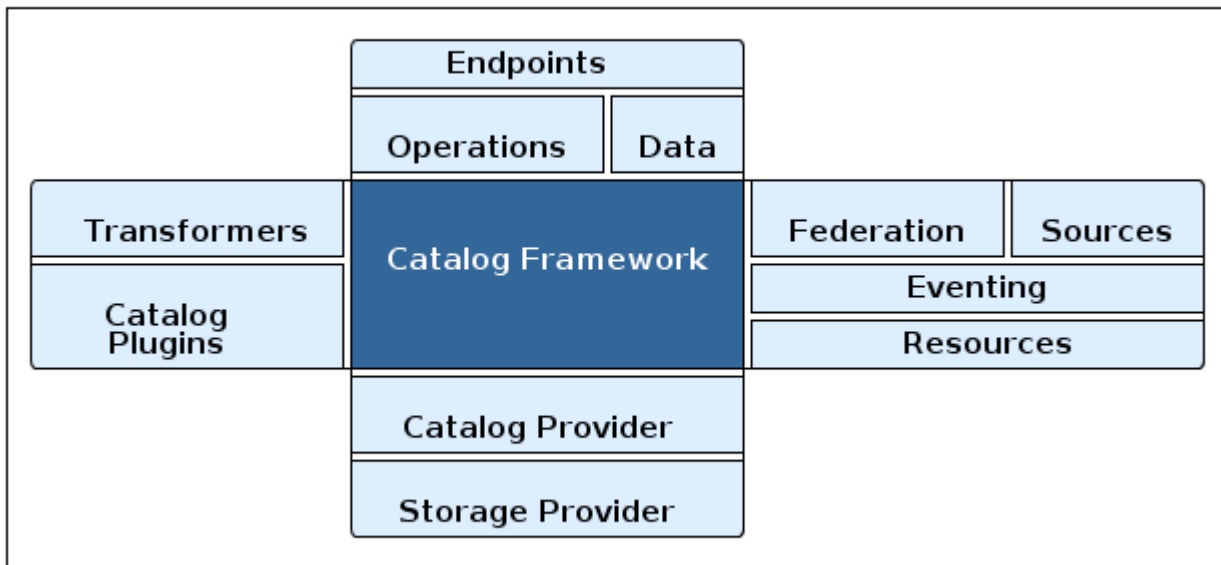 Endpoints
Operations
Data
Transformers
Catalog Framework
Federation
Sources
Catalog
Plugins
Eventing
Resources
Catalog Provider
Storage Provider